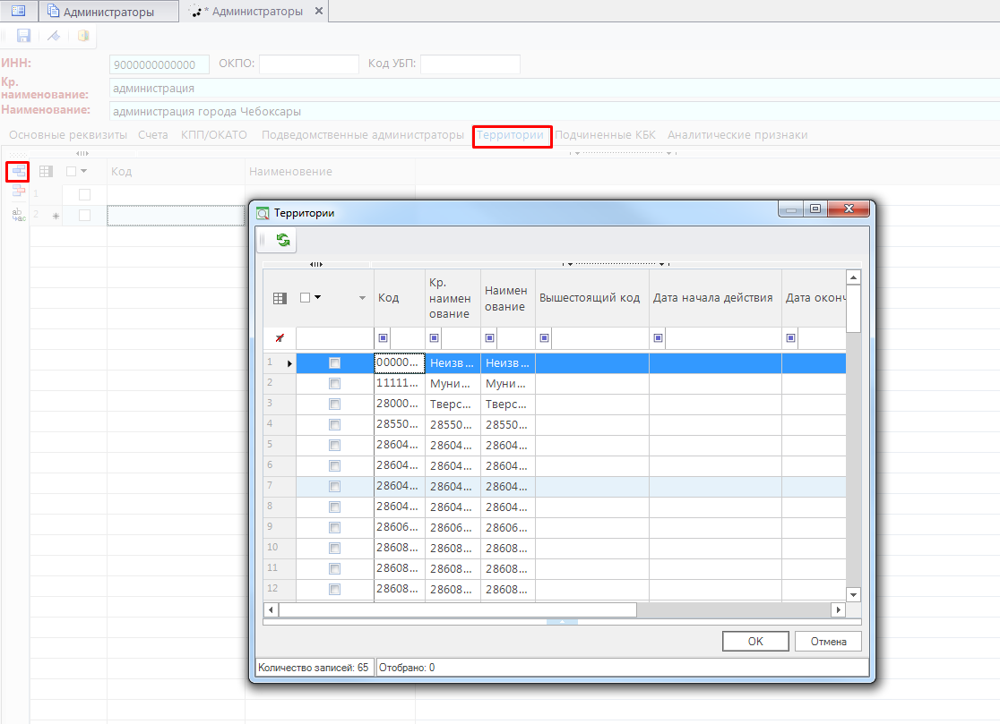 Администраторы
* Администраторы
ИНН: 9000000000000 ОКПО: Код УБП:
Кр. наименование: администрация
Наименование: администрация города Чебоксары
Основные реквизиты Счета КПП/ОКАТО Подведомственные администраторы Территории Подчиненные КБК Аналитические признаки
Код Наименование
1
2 *
Территории
Код Кр. наименование Наименование Вышестоящий код Дата начала действия Дата оконч
1 00000... Неизв ... Неизв ...
2 11111... Муни... Муни...
3 28000... Тверс... Тверс...
4 28550... 28550... 28550...
5 28604... 28604... 28604...
6 28604... 28604... 28604...
7 28604... 28604... 28604...
8 28604... 28604... 28604...
9 28606... 28606... 28606...
10 28608... 28608... 28608...
11 28608... 28608... 28608...
12 28608... 28608... 28608...
OK Отмена
Количество записей: 65 Отобрано: 0